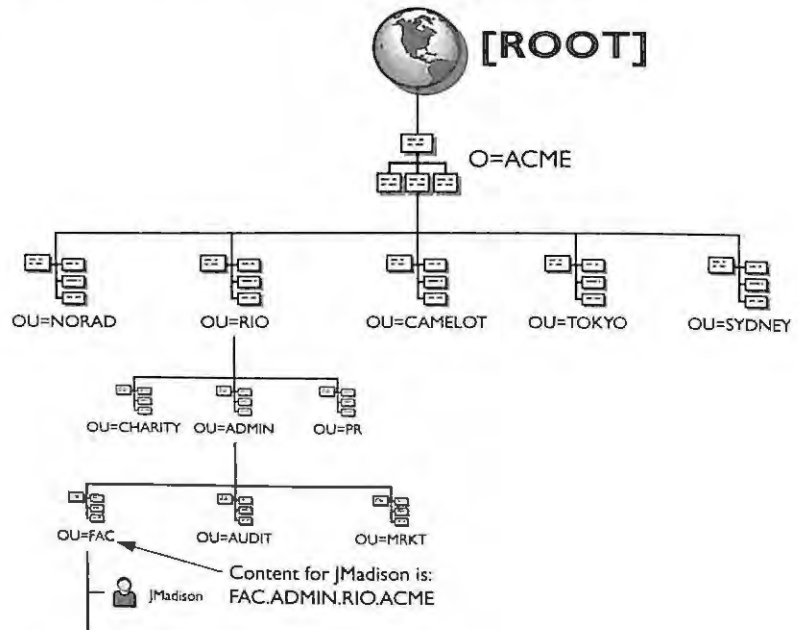 [ROOT]
O=ACME
OU=NORAD
OU=RIO
OU=CAMELOT
OU=TOKYO
OU=SYDNEY
OU=CHARITY
OU=ADMIN
OU=PR
OU=FAC
OU=AUDIT
OU=MRKT
Content for JMadison is:
JMadison
FAC.ADMIN.RIO.ACME